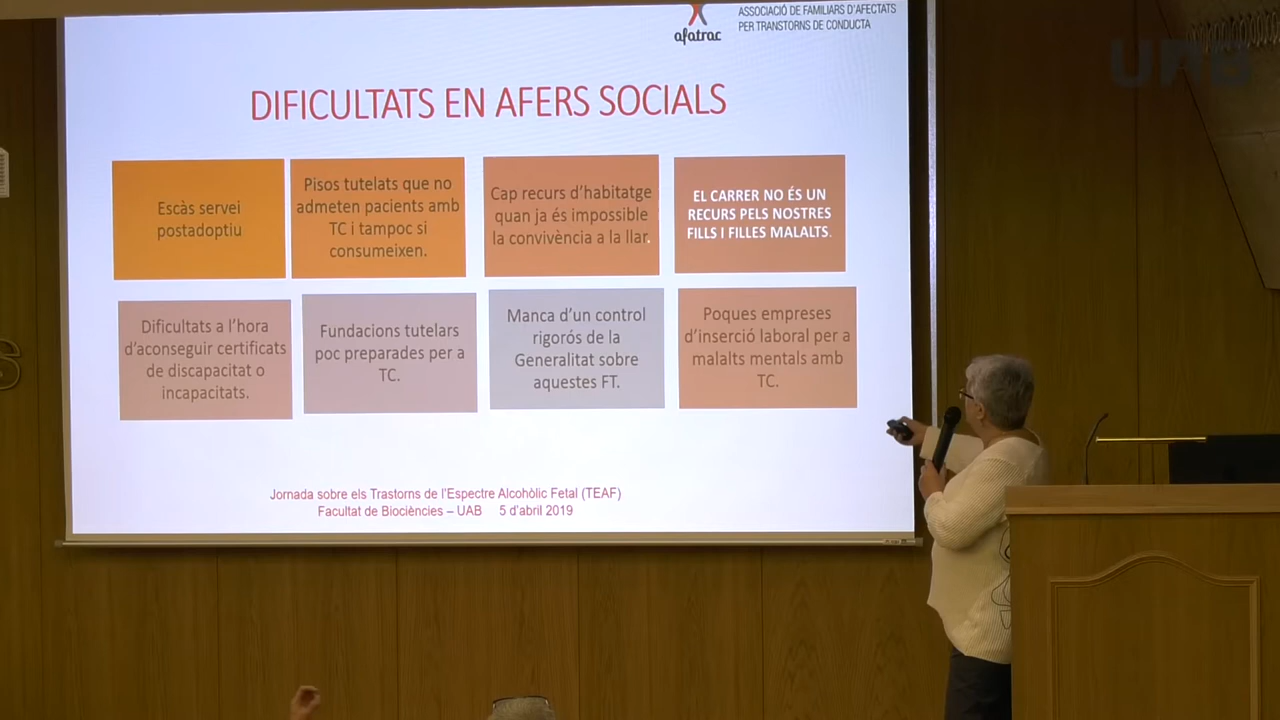 afatrac
ASSOCIACIÓ DE FAMILIARS D'AFECTATS
PER TRANSTORNS DE CONDUCTA
UAB
DIFICULTATS EN AFERS SOCIALS
Escàs servei
postadoptiu
Pisos tutelats que no
admeten pacients amb
TC i tampoc si
consumeixen.
Cap recurs d'habitatge
quan ja és impossible
la convivència a la llar.
EL CARRER NO ÉS UN
RECURS PELS NOSTRES
FILLS I FILLES MALALTS.
Dificultats a l'hora
d'aconseguir certificats
de discapacitat o
incapacitats.
Fundacions tutelars
poc preparades per a
TC.
Manca d'un control
rigorós de la
Generalitat sobre
aquestes FT.
Poques empreses
d'inserció laboral per a
malalts mentals amb
TC.
Jornada sobre els Trastorns de l'Espectre Alcohòlic Fetal (TEAF)
Facultat de Biociències – UAB 5 d'abril 2019